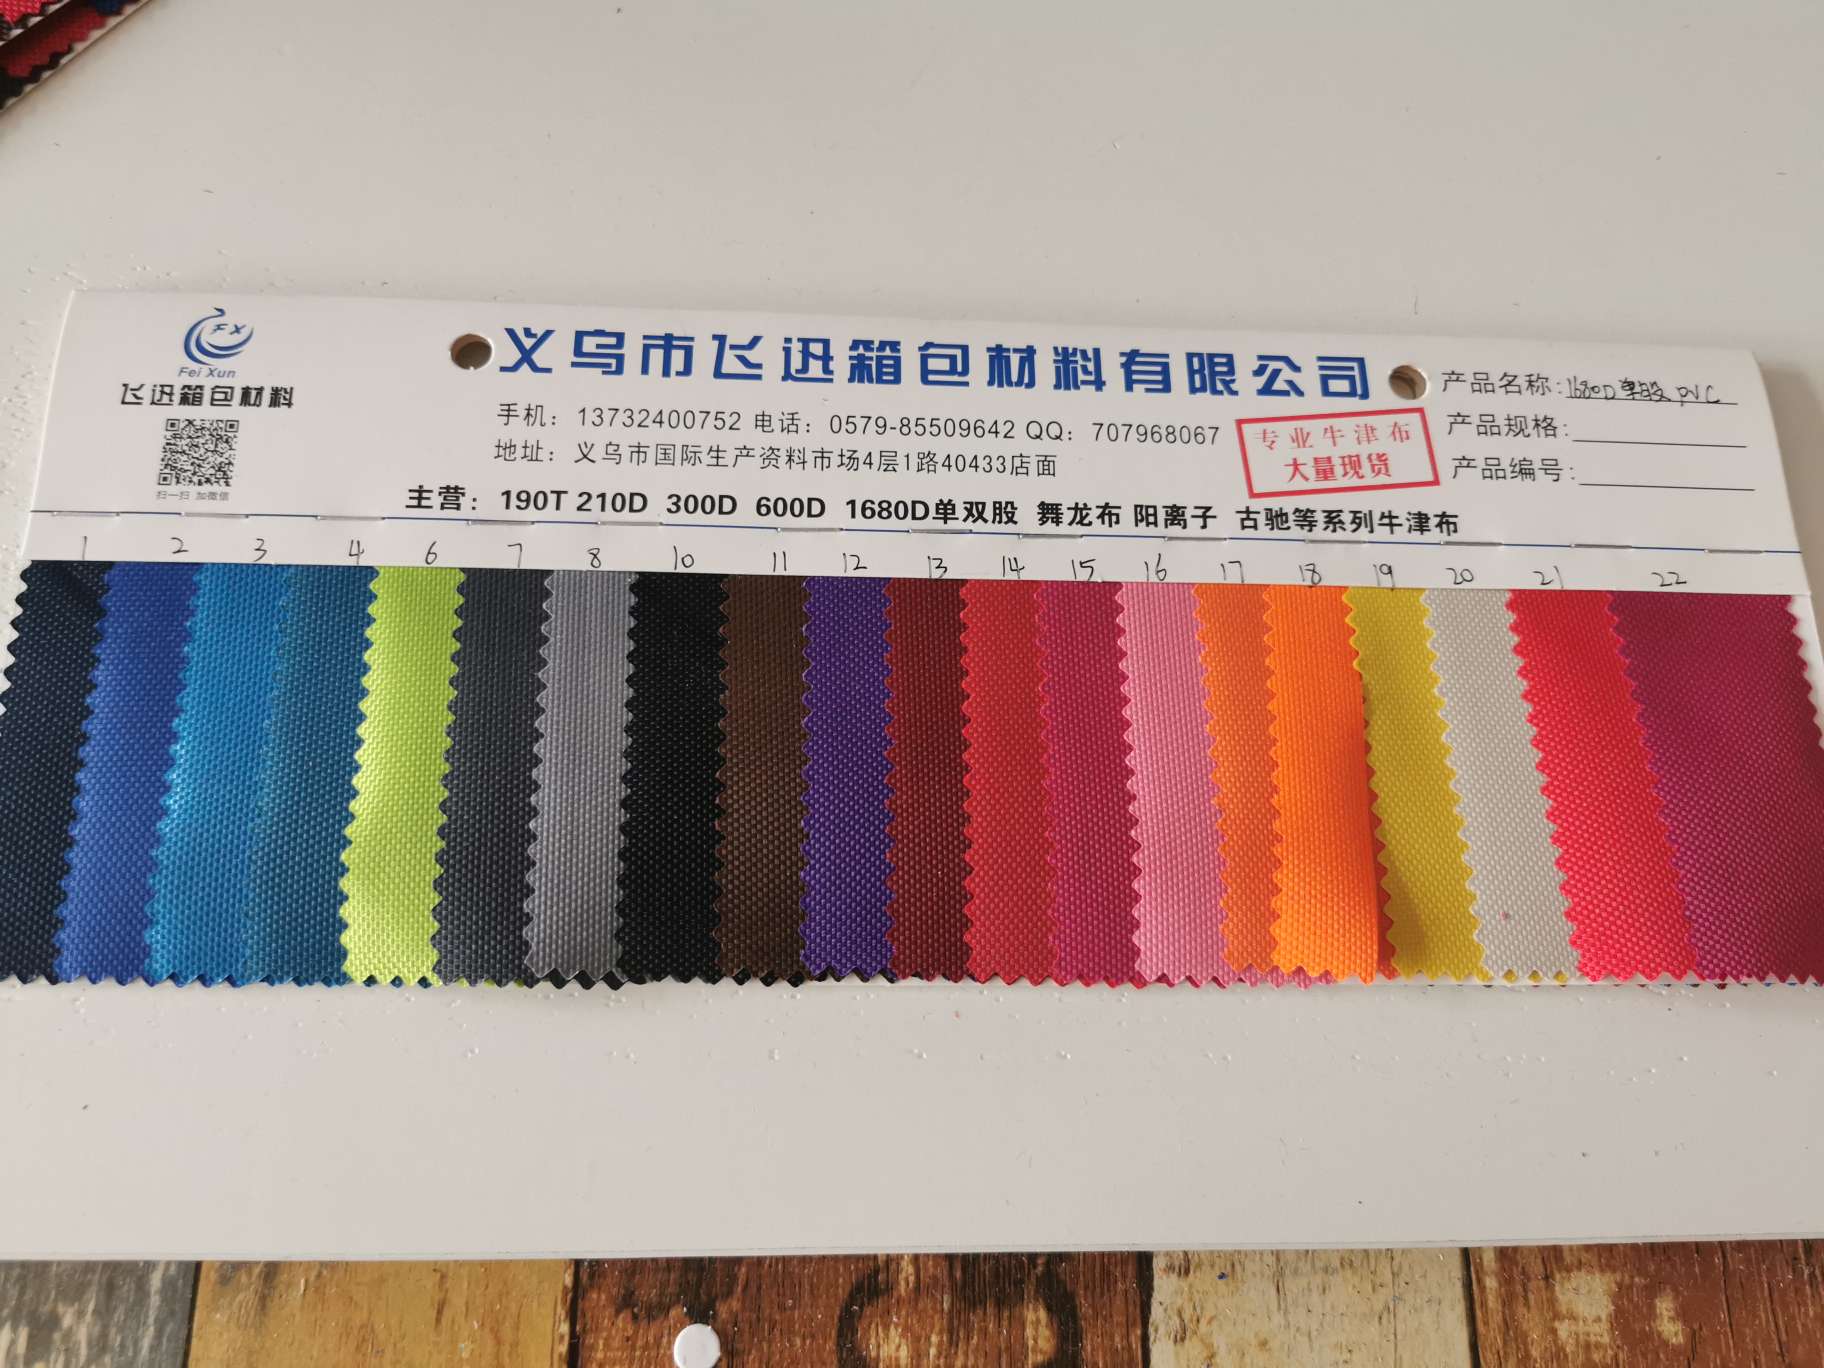 FX
Fei Xun
飞迅箱包材料
扫一扫 加微信
义乌市飞迅箱包材料有限公司
手机：13732400752 电话：0579-85509642 QQ：707968067
地址：义乌市国际生产资料市场4层1路40433店面
专业牛津布
大量现货
产品名称：1680D单股 PVC
产品规格：
产品编号：
主营：190T 210D 300D 600D 1680D单双股 舞龙布 阳离子 古驰等系列牛津布
1 2 3 4 6 7 8 10 11 12 13 14 15 16 17 18 19 20 21 22